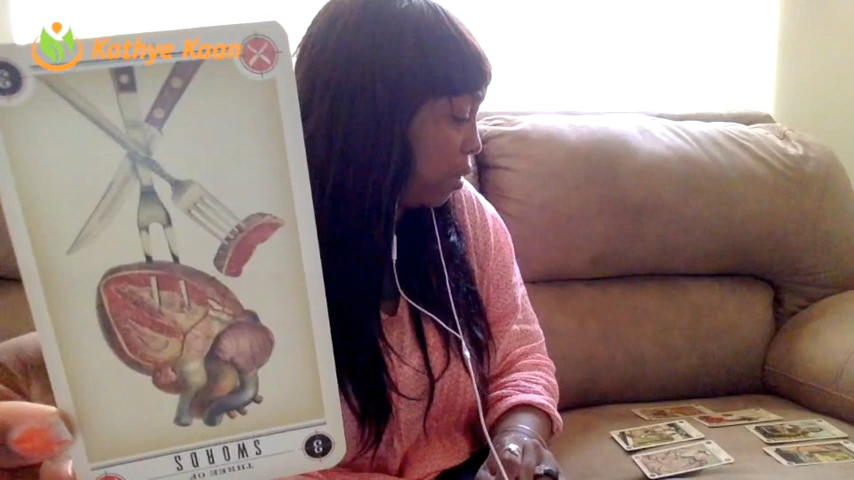 Kathye Kaan
3
3
THREE OF
SWORDS